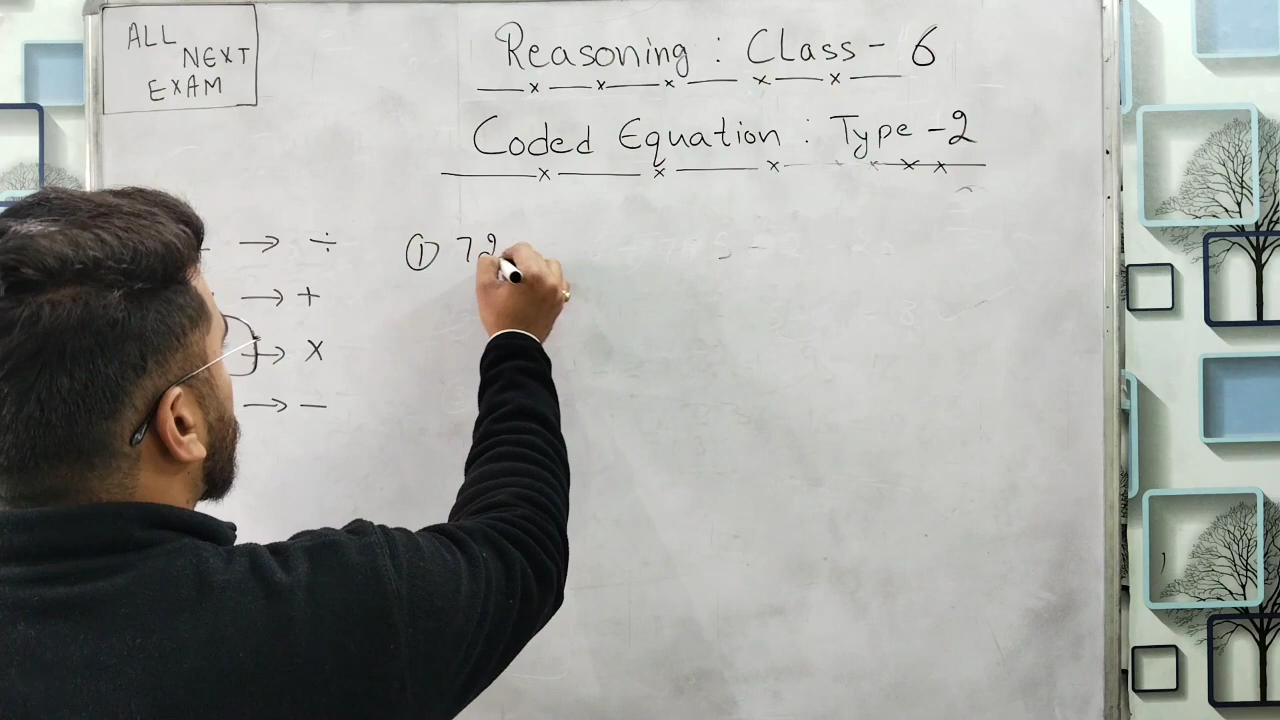 ALL
NEXT
EXAM
Reasoning : Class - 6
Coded Equation : Type - 2
→ ÷
→ +
→ ×
→ −
① 72